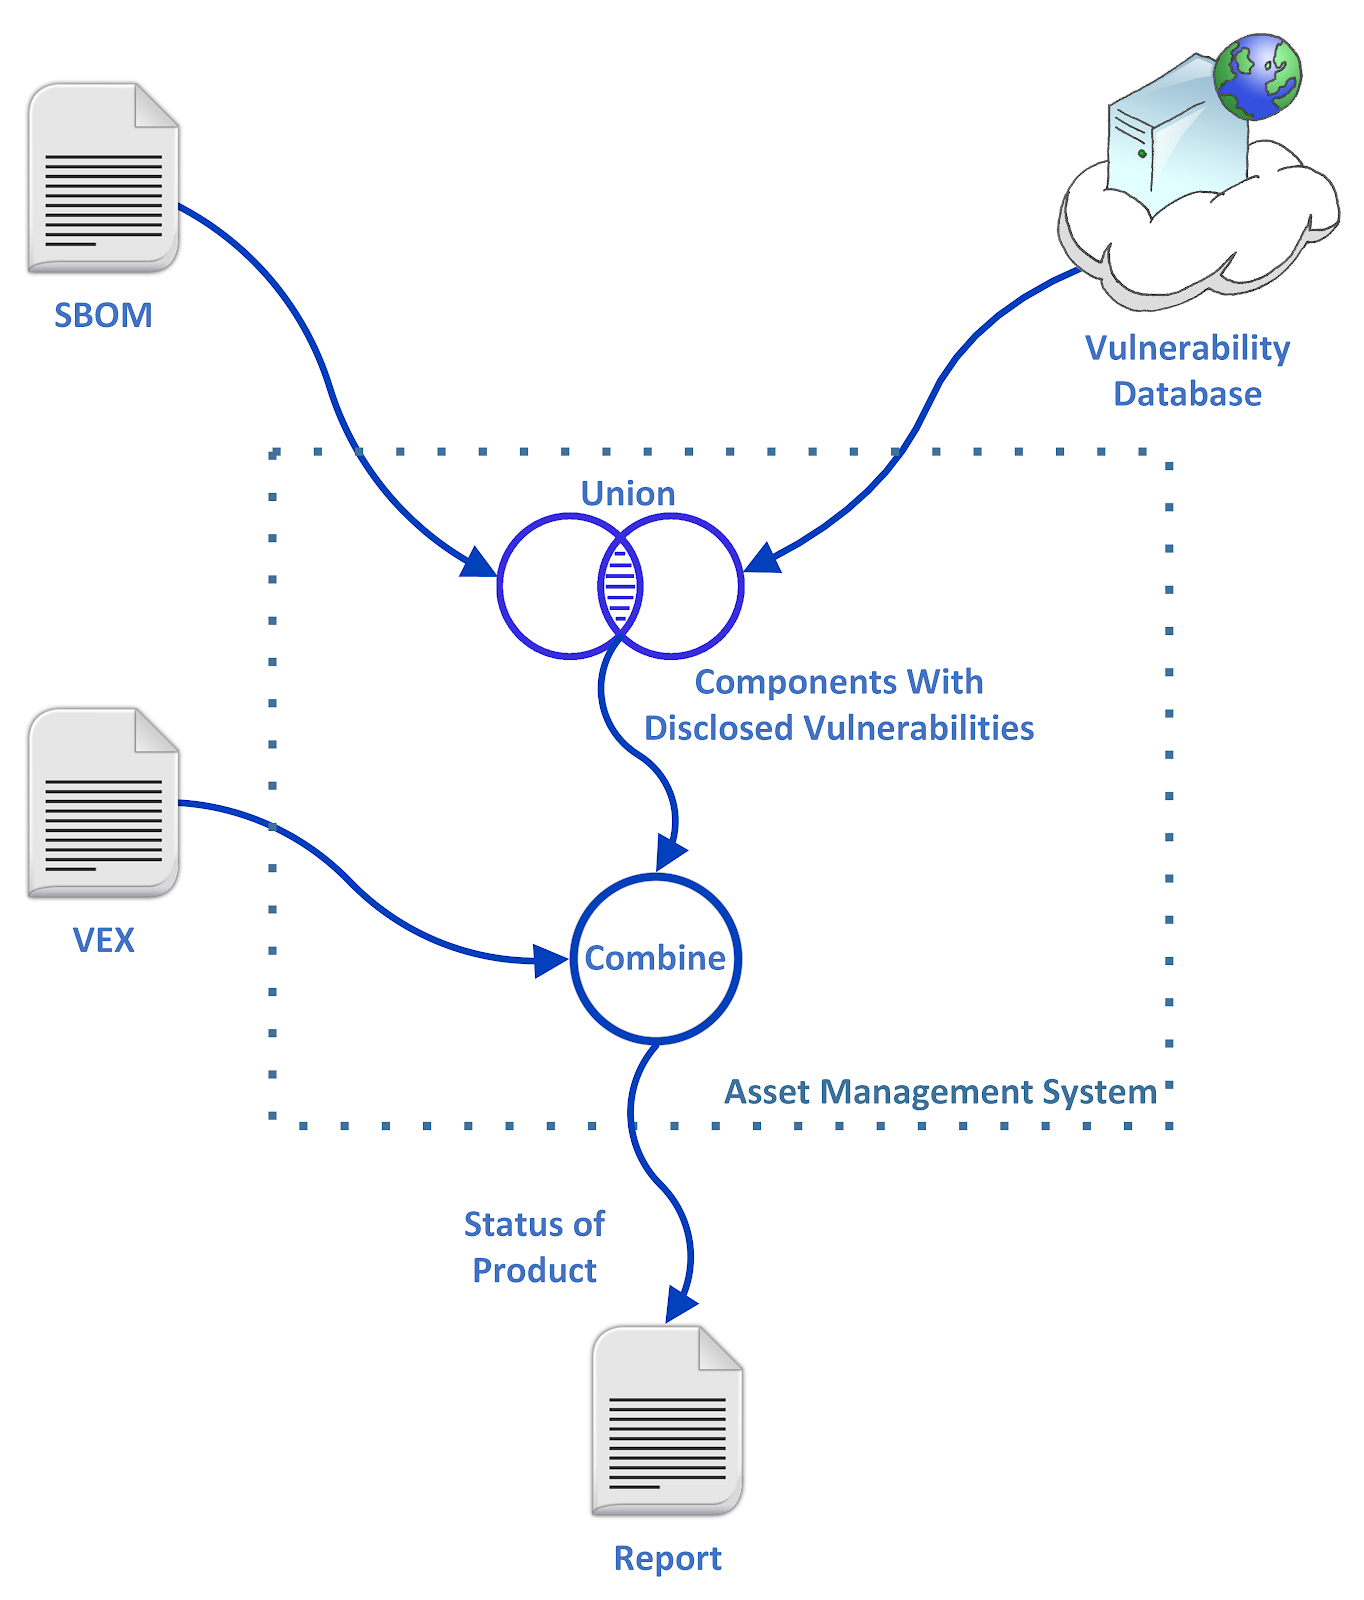 SBOM
Vulnerability
Database
Union
Components With
Disclosed Vulnerabilities
VEX
Combine
Asset Management System
Status of
Product
Report